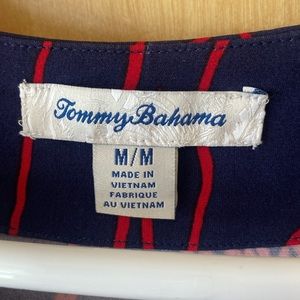 Tommy Bahama
M/M
MADE IN
VIETNAM
FABRIQUE
AU VIETNAM